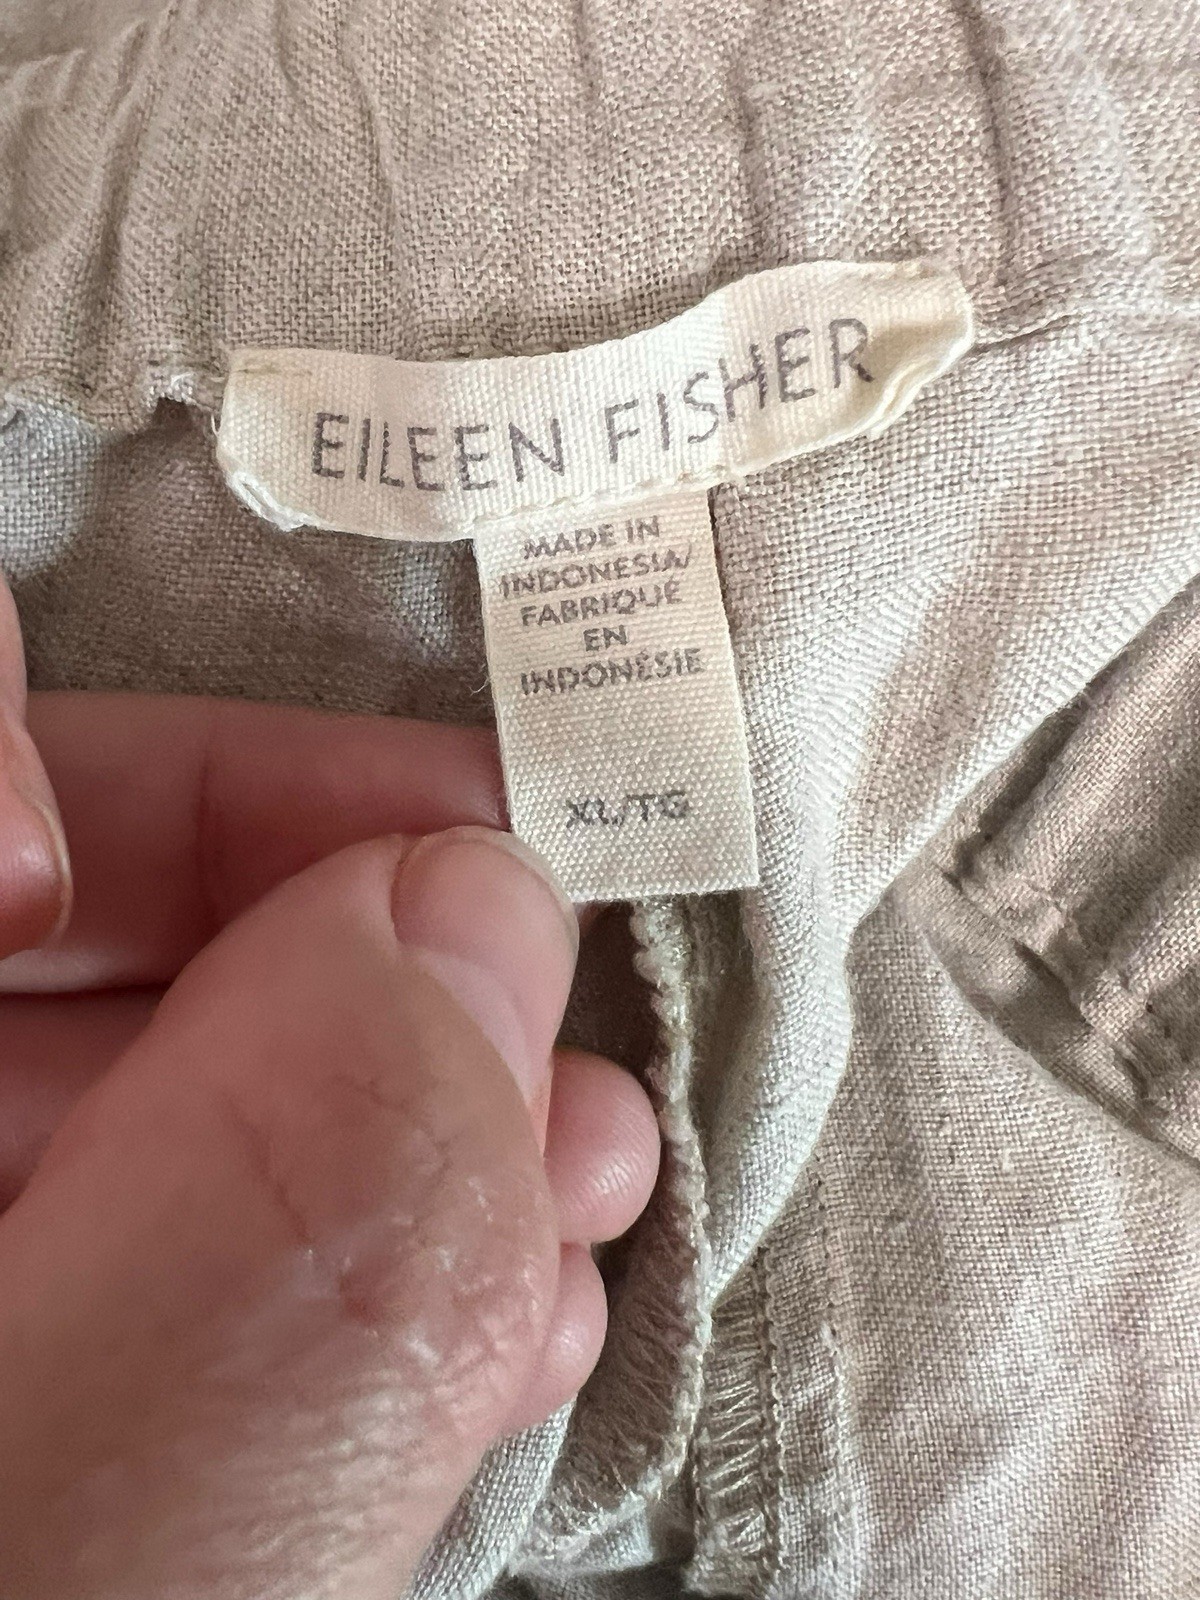 EILEEN FISHER
MADE IN
INDONESIA/
FABRIQUÉ
EN
INDONÉSIE
XL/TG